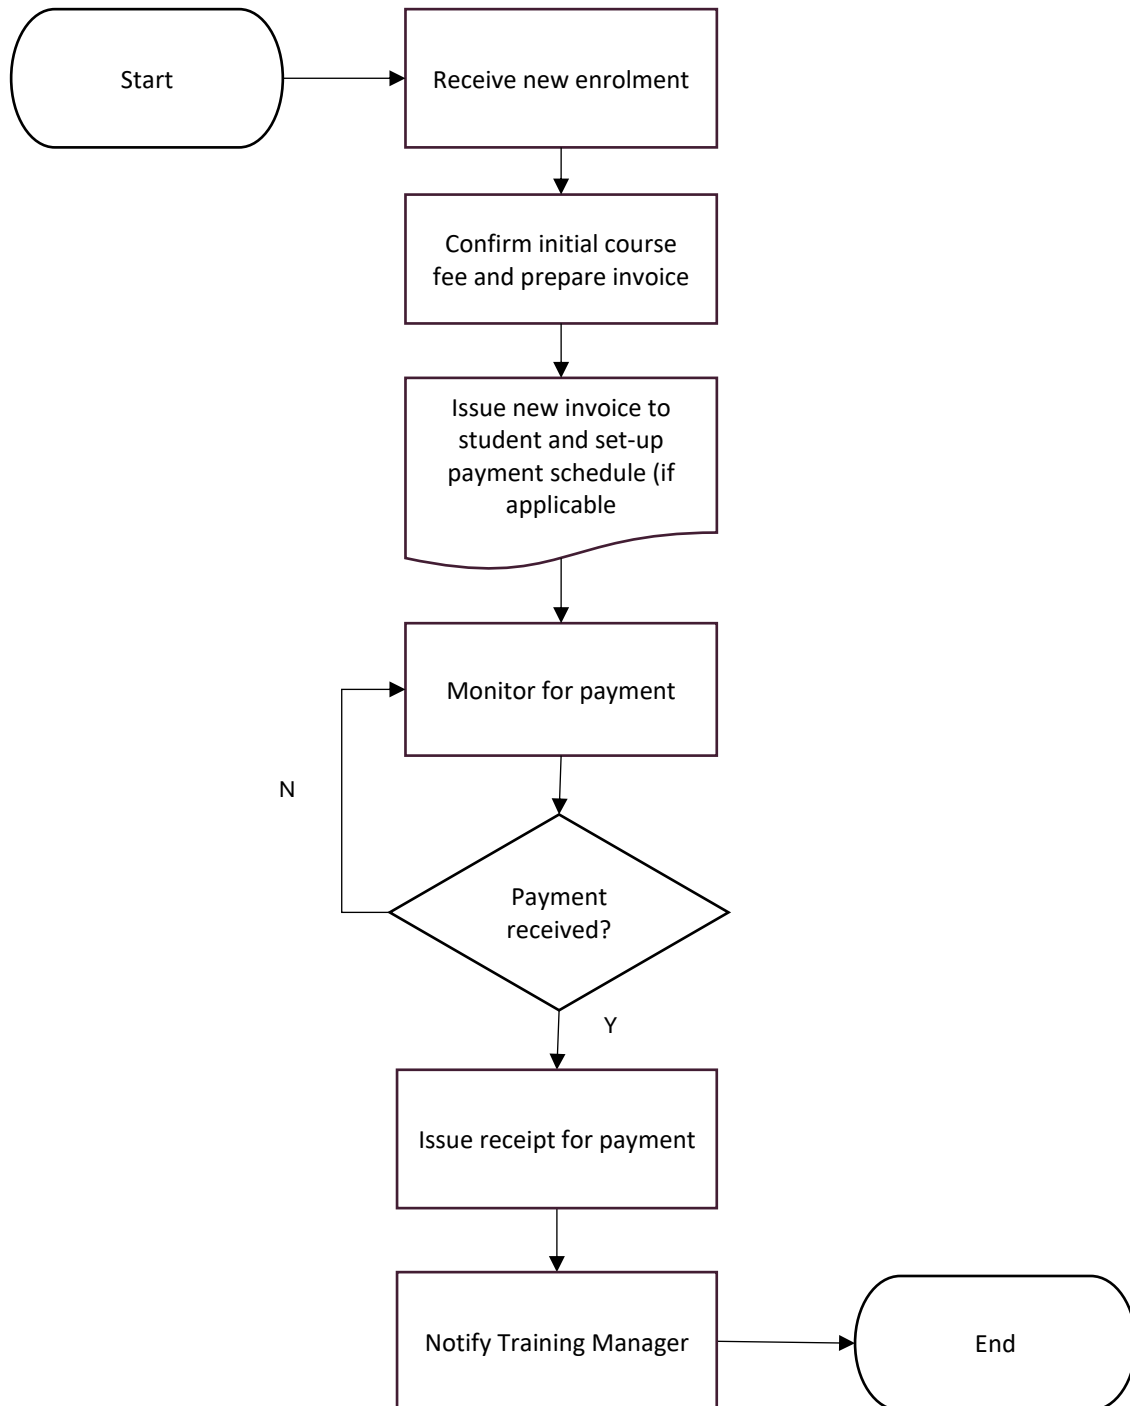 Start
Receive new enrolment
Confirm initial course
fee and prepare invoice
Issue new invoice to
student and set-up
payment schedule (if
applicable
Monitor for payment
N
Payment
received?
Y
Issue receipt for payment
Notify Training Manager
End